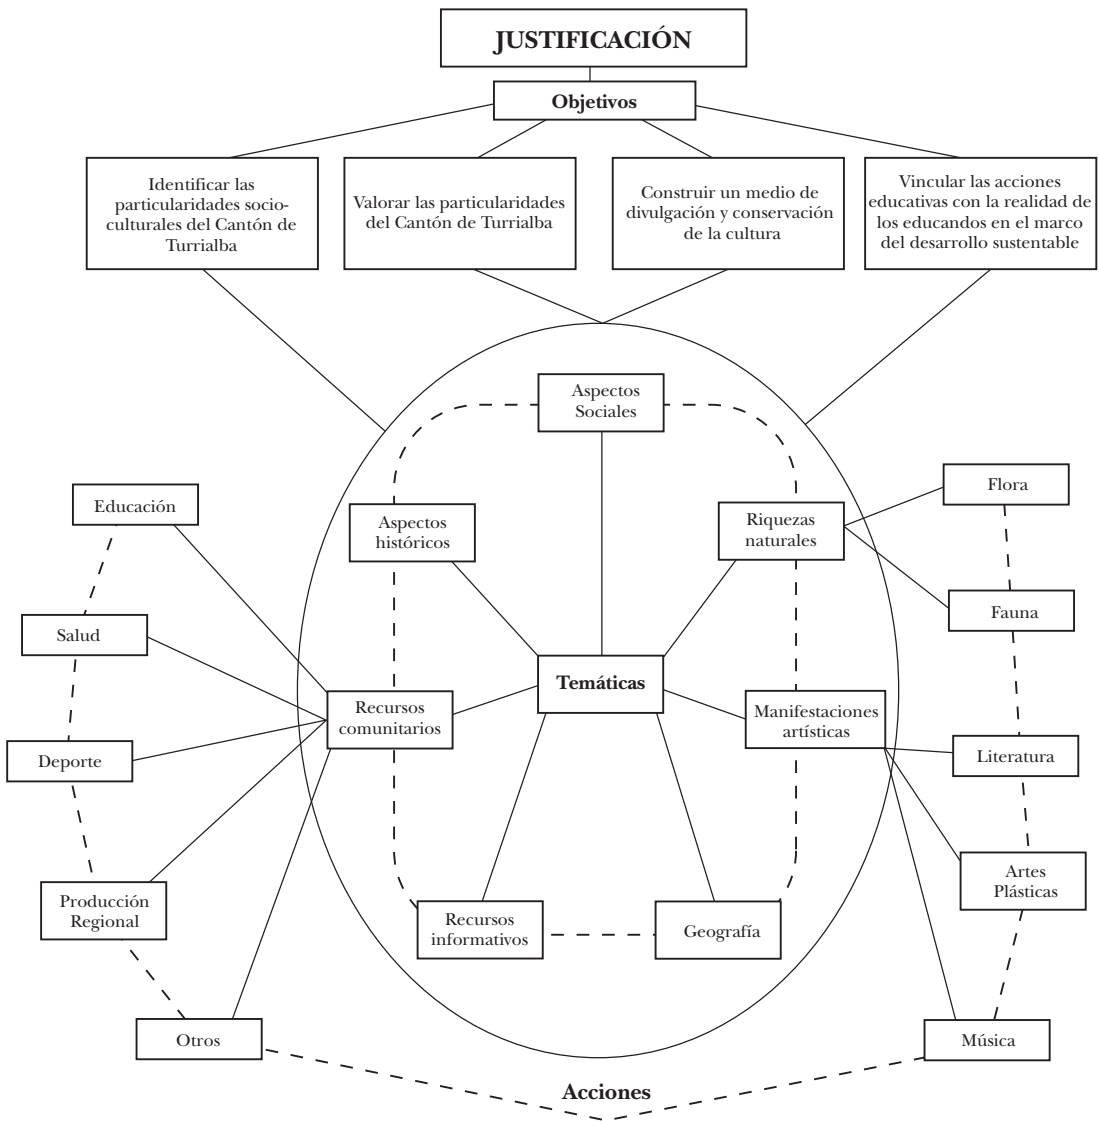 JUSTIFICACIÓN
Objetivos
Identificar las
particularidades socio-
culturales del Cantón de
Turrialba
Valorar las particularidades
del Cantón de Turrialba
Construir un medio de
divulgación y conservación
de la cultura
Vincular las acciones
educativas con la realidad de
los educandos en el marco
del desarrollo sustentable
Aspectos
Sociales
Aspectos
históricos
Riquezas
naturales
Educación
Flora
Salud
Fauna
Temáticas
Recursos
comunitarios
Manifestaciones
artísticas
Deporte
Literatura
Producción
Regional
Artes
Plásticas
Recursos
informativos
Geografía
Otros
Música
Acciones